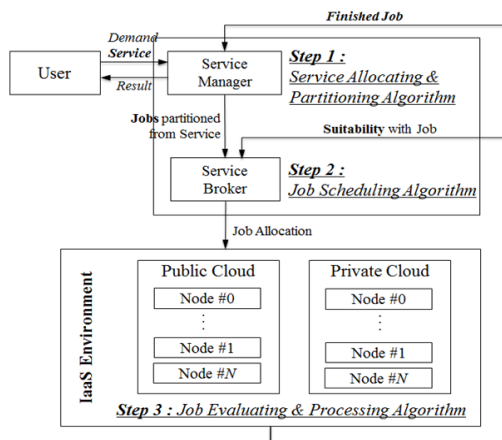 Finished Job
Demand
Service
User
Result
Service
Manager
Step 1 :
Service Allocating &
Partitioning Algorithm
Jobs partitioned
from Service
Suitability with Job
Service
Broker
Step 2 :
Job Scheduling Algorithm
Job Allocation
IaaS Environment
Public Cloud
Node #0
⋮
Node #1
Node #N
Private Cloud
Node #0
⋮
Node #1
Node #N
Step 3 : Job Evaluating & Processing Algorithm